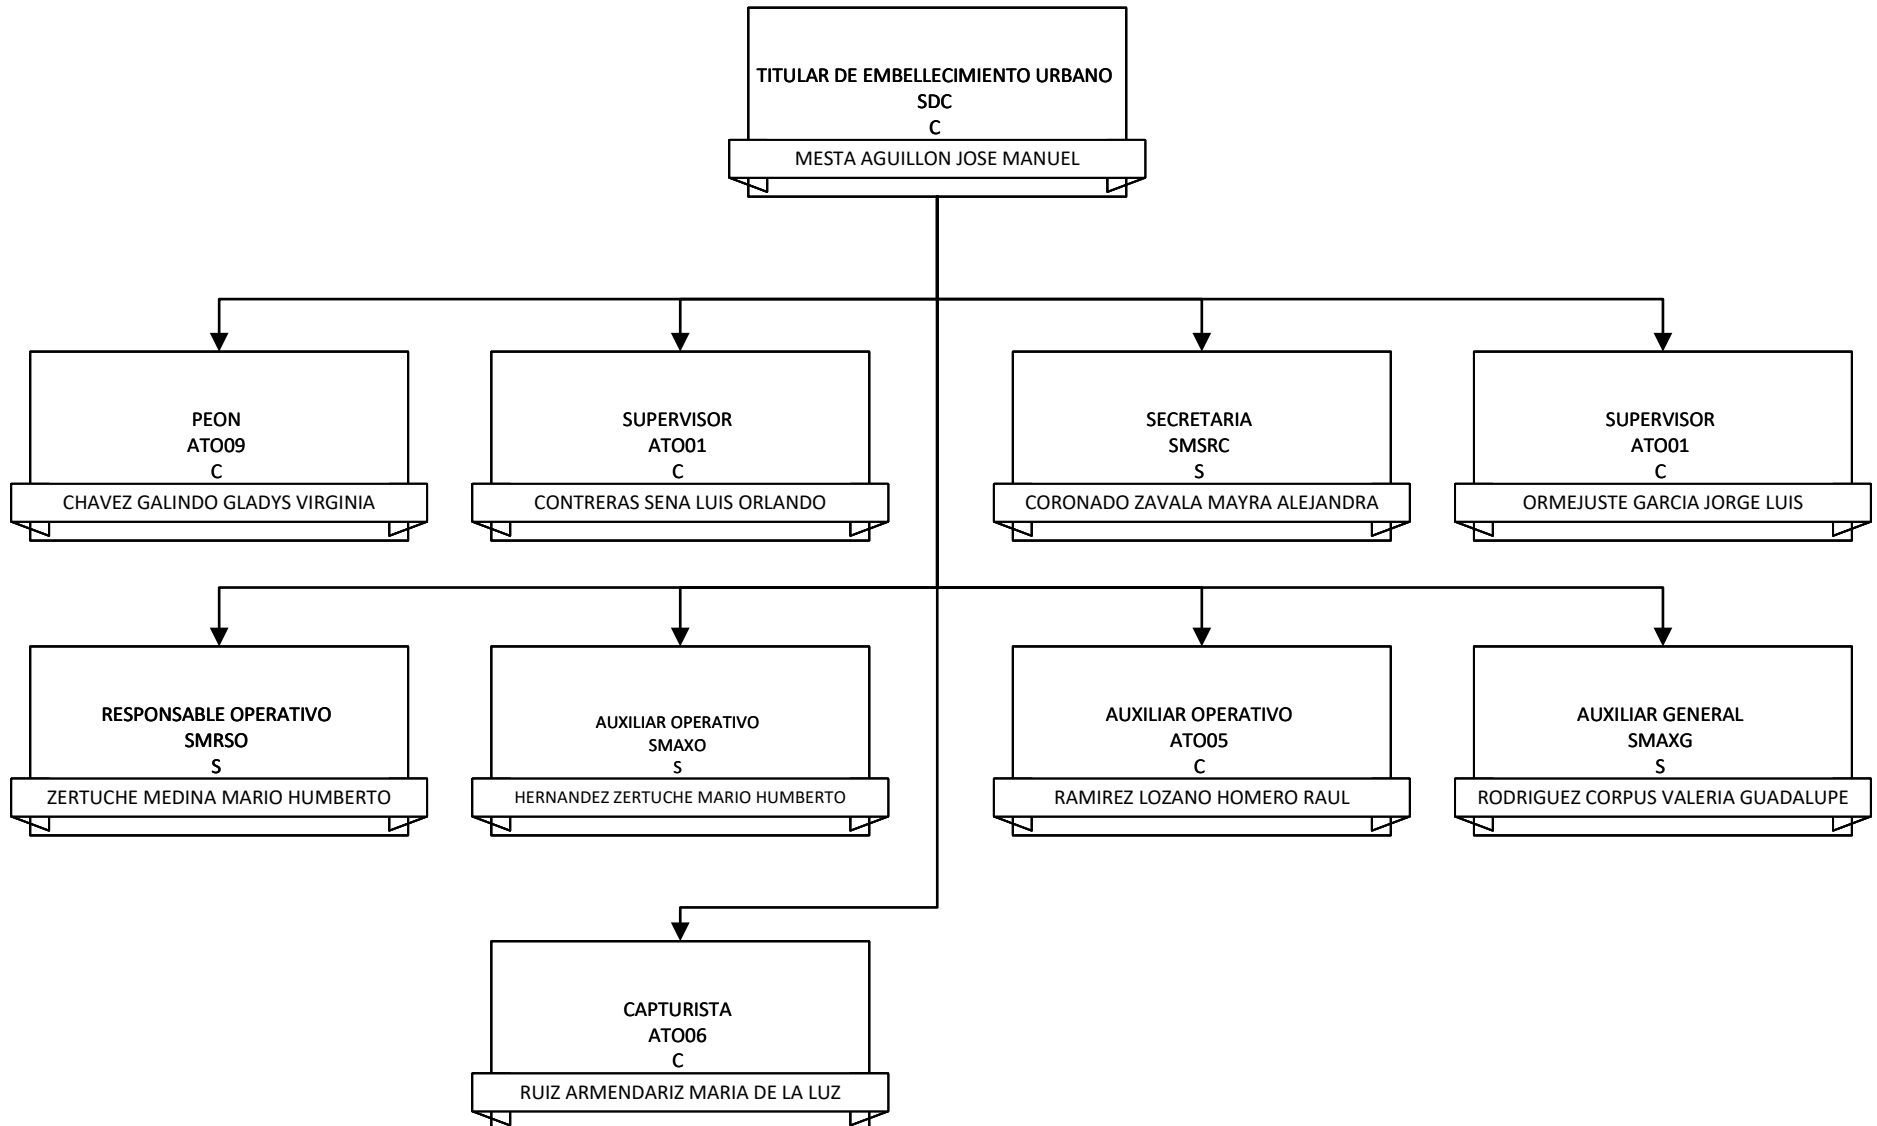 TITULAR DE EMBELLECIMIENTO URBANO
SDC
C
MESTA AGUILLON JOSE MANUEL
PEON
ATO09
C
CHAVEZ GALINDO GLADYS VIRGINIA
SUPERVISOR
ATO01
C
CONTRERAS SENA LUIS ORLANDO
SECRETARIA
SMSRC
S
CORONADO ZAVALA MAYRA ALEJANDRA
SUPERVISOR
ATO01
C
ORMEJUSTE GARCIA JORGE LUIS
RESPONSABLE OPERATIVO
SMRSO
S
ZERTUCHE MEDINA MARIO HUMBERTO
AUXILIAR OPERATIVO
SMAXO
S
HERNANDEZ ZERTUCHE MARIO HUMBERTO
AUXILIAR OPERATIVO
ATO05
C
RAMIREZ LOZANO HOMERO RAUL
AUXILIAR GENERAL
SMAXG
S
RODRIGUEZ CORPUS VALERIA GUADALUPE
CAPTURISTA
ATO06
C
RUIZ ARMENDARIZ MARIA DE LA LUZ